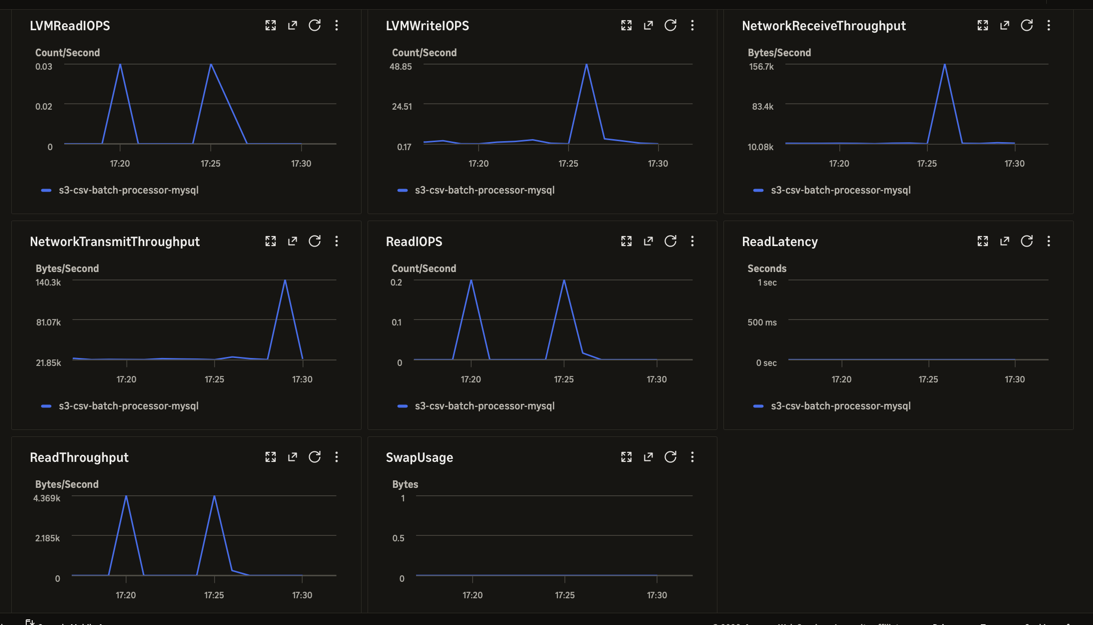 LVMReadIOPS
Count/Second
0.03
0.02
0
17:20 17:25 17:30
s3-csv-batch-processor-mysql
LVMWriteIOPS
Count/Second
48.85
24.51
0.17
17:20 17:25 17:30
s3-csv-batch-processor-mysql
NetworkReceiveThroughput
Bytes/Second
156.7k
83.4k
10.08k
17:20 17:25 17:30
s3-csv-batch-processor-mysql
NetworkTransmitThroughput
Bytes/Second
140.3k
81.07k
21.85k
17:20 17:25 17:30
s3-csv-batch-processor-mysql
ReadIOPS
Count/Second
0.2
0.1
0
17:20 17:25 17:30
s3-csv-batch-processor-mysql
ReadLatency
Seconds
1 sec
500 ms
0 sec
17:20 17:25 17:30
s3-csv-batch-processor-mysql
ReadThroughput
Bytes/Second
4.369k
2.185k
0
17:20 17:25 17:30
SwapUsage
Bytes
1
0.5
0
17:20 17:25 17:30